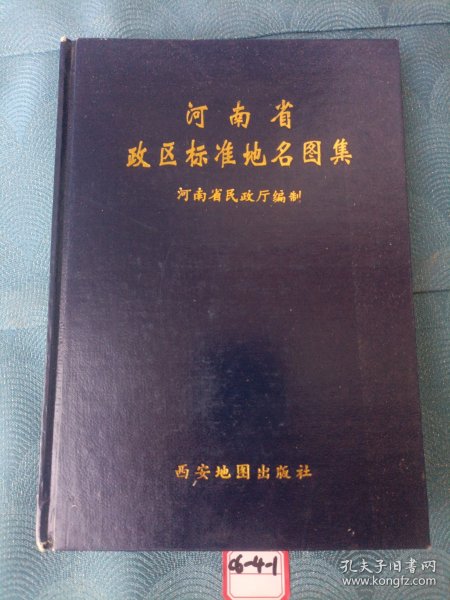 河南省
政区标准地名图集
河南省民政厅编制
西安地图出版社
c6-4-1
孔夫子旧书网
www.kongfz.com